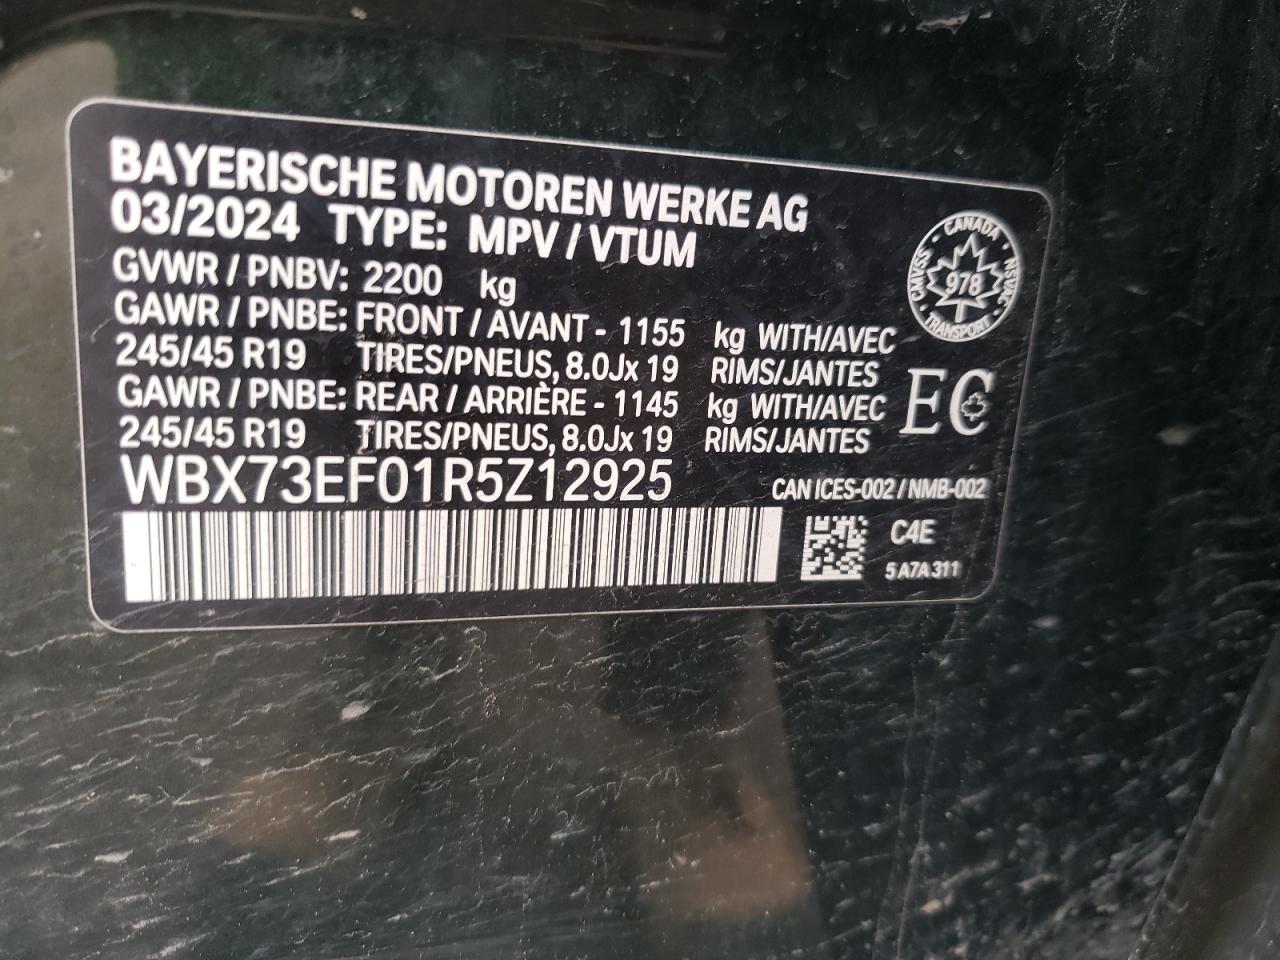 BAYERISCHE MOTOREN WERKE AG
03/2024 TYPE: MPV / VTUM
GVWR / PNBV: 2200 kg
GAWR / PNBE: FRONT / AVANT - 1155 kg WITH/AVEC
245/45 R19 TIRES/PNEUS, 8.0Jx 19 RIMS/JANTES
GAWR / PNBE: REAR / ARRIÈRE - 1145 kg WITH/AVEC
245/45 R19 TIRES/PNEUS, 8.0Jx 19 RIMS/JANTES
WBX73EF01R5Z12925
CANADA
CMVSS
978
NSVAC
TRANSPORT
EC
CAN ICES-002 / NMB-002
C4E
5 A7A 311